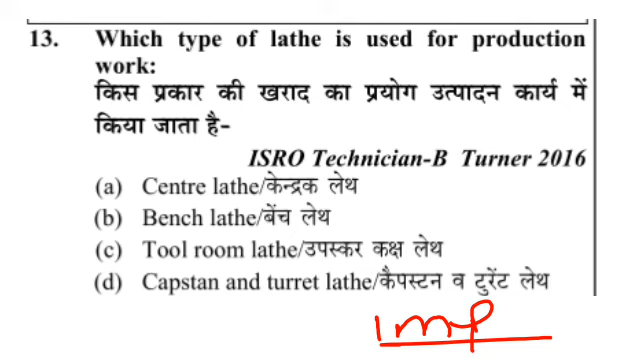 13. Which type of lathe is used for production
work:
किस प्रकार की खराद का प्रयोग उत्पादन कार्य में
किया जाता है-
ISRO Technician-B Turner 2016
(a) Centre lathe/केन्द्रक लेथ
(b) Bench lathe/बेंच लेथ
(c) Tool room lathe/उपस्कर कक्ष लेथ
(d) Capstan and turret lathe/कैपस्टन व टुरेंट लेथ
imp